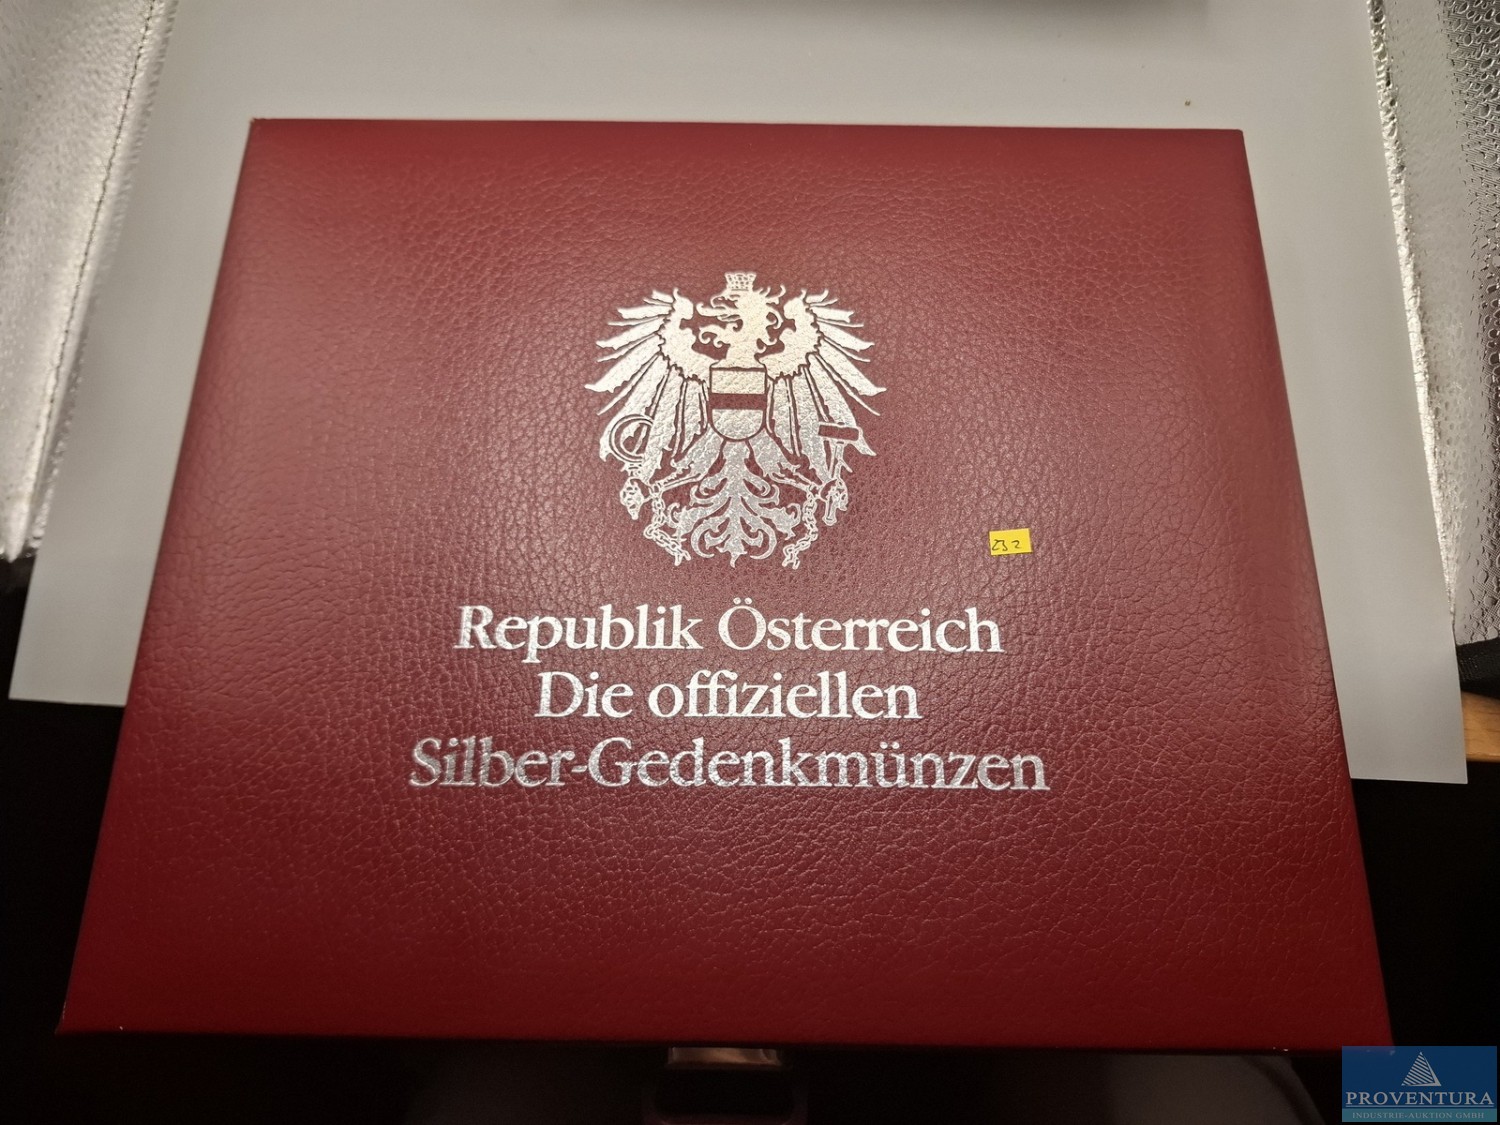 Republik Österreich
Die offiziellen
Silber-Gedenkmünzen
PROVENTURA
INDUSTRIE-AUKTION GMBH